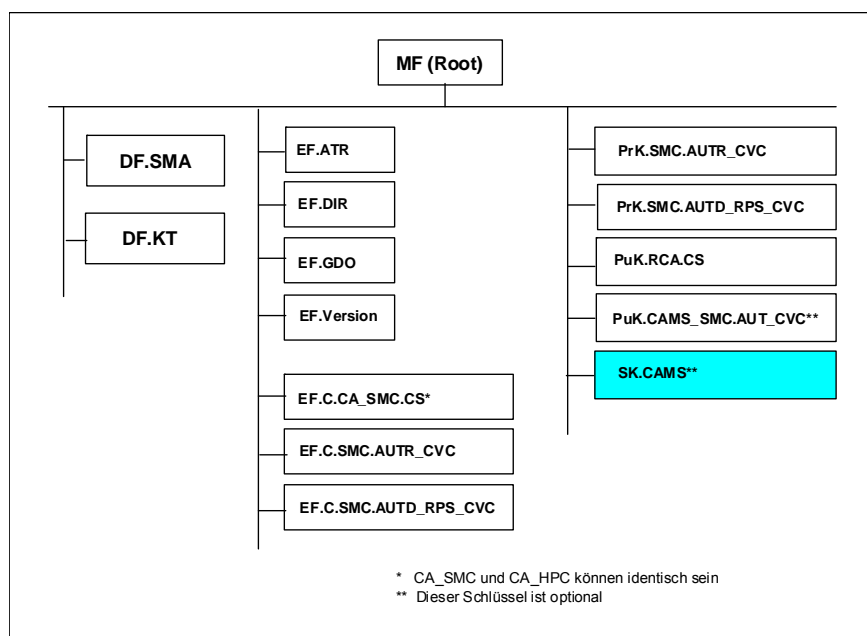 MF (Root)
DF.SMA
DF.KT
EF.ATR
EF.DIR
EF.GDO
EF.Version
EF.C.CA_SMC.CS*
EF.C.SMC.AUTR_CVC
EF.C.SMC.AUTD_RPS_CVC
PrK.SMC.AUTR_CVC
PrK.SMC.AUTD_RPS_CVC
PuK.RCA.CS
PuK.CAMS_SMC.AUT_CVC**
SK.CAMS**
* CA_SMC und CA_HPC können identisch sein
** Dieser Schlüssel ist optional